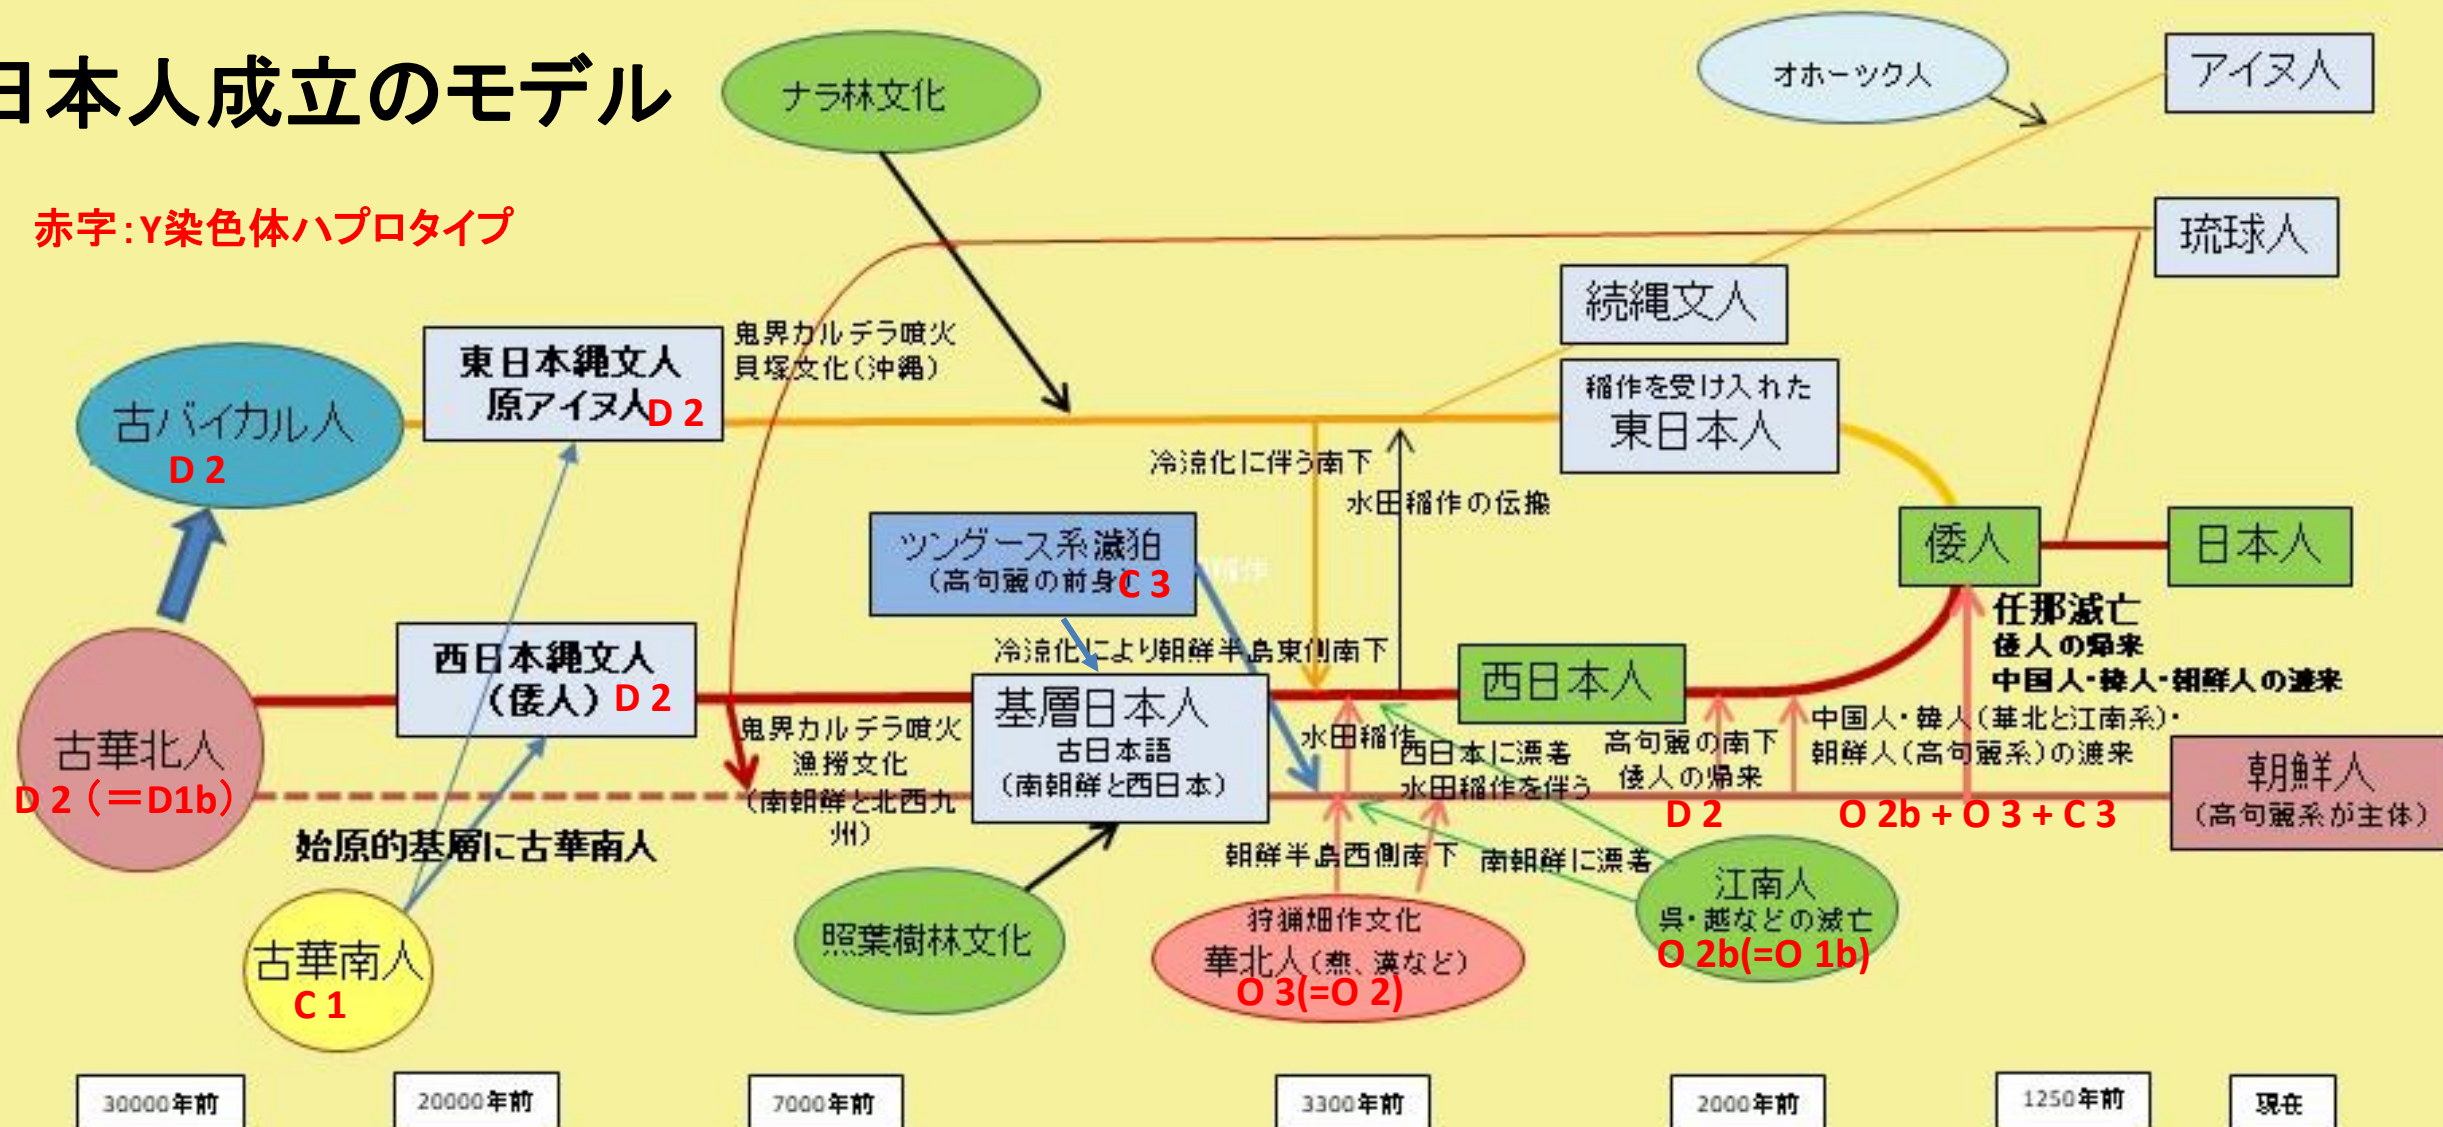 日本人成立のモデル
赤字:Y染色体ハプロタイプ
ナラ林文化
オホーツク人
アイヌ人
琉球人
続縄文人
東日本縄文人
原アイヌ人
D 2
鬼界カルデラ噴火
貝塚文化(沖縄)
古バイカル人
D 2
稲作を受け入れた
東日本人
冷涼化に伴う南下
水田稲作の伝搬
ツングース系濊狛
(高句麗の前身)
C 3
稲作
倭人
日本人
任那滅亡
倭人の帰来
中国人・韓人・朝鮮人の渡来
西日本縄文人
(倭人)
D 2
冷涼化により朝鮮半島東側南下
基層日本人
古日本語
(南朝鮮と西日本)
西日本人
古華北人
D 2 (=D1b)
鬼界カルデラ噴火
漁撈文化
(南朝鮮と北西九
州)
水田稲作
西日本に漂着
水田稲作を伴う
高句麗の南下
倭人の帰来
D 2
中国人・韓人(華北と江南系)・
朝鮮人(高句麗系)の渡来
O 2b + O 3 + C 3
朝鮮人
(高句麗系が主体)
始原的基層に古華南人
古華南人
C 1
照葉樹林文化
朝鮮半島西側南下
南朝鮮に漂着
狩猟畑作文化
華北人(燕、漢など)
O 3(=O 2)
江南人
呉・越などの滅亡
O 2b(=O 1b)
30000年前
20000年前
7000年前
3300年前
2000年前
1250年前
現在